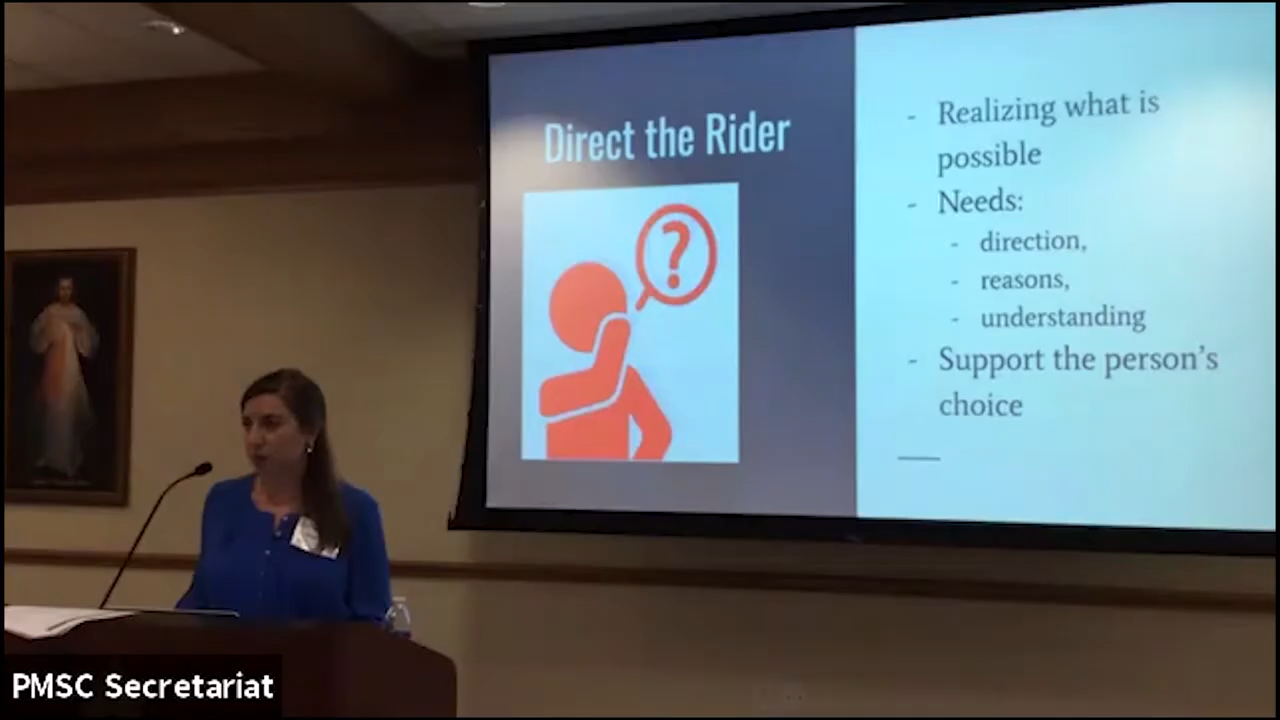 Direct the Rider
?
- Realizing what is
possible
- Needs:
- direction,
- reasons,
- understanding
- Support the person's
choice
PMSC Secretariat